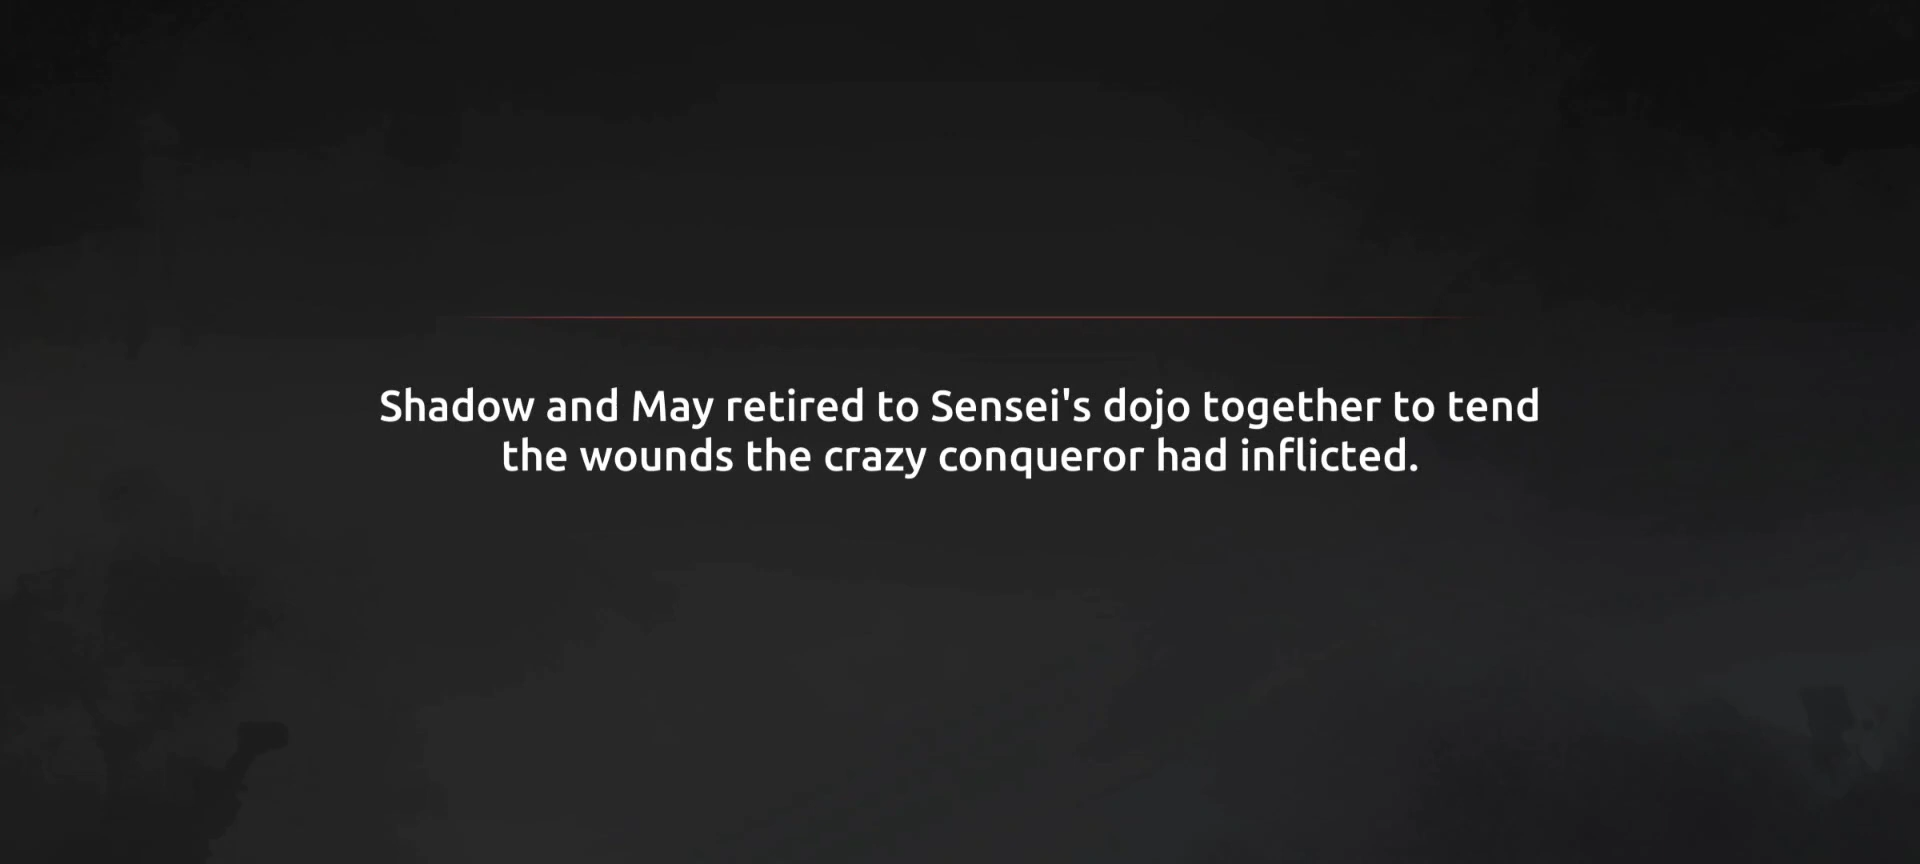 Shadow and May retired to Sensei's dojo together to tend
the wounds the crazy conqueror had inflicted.